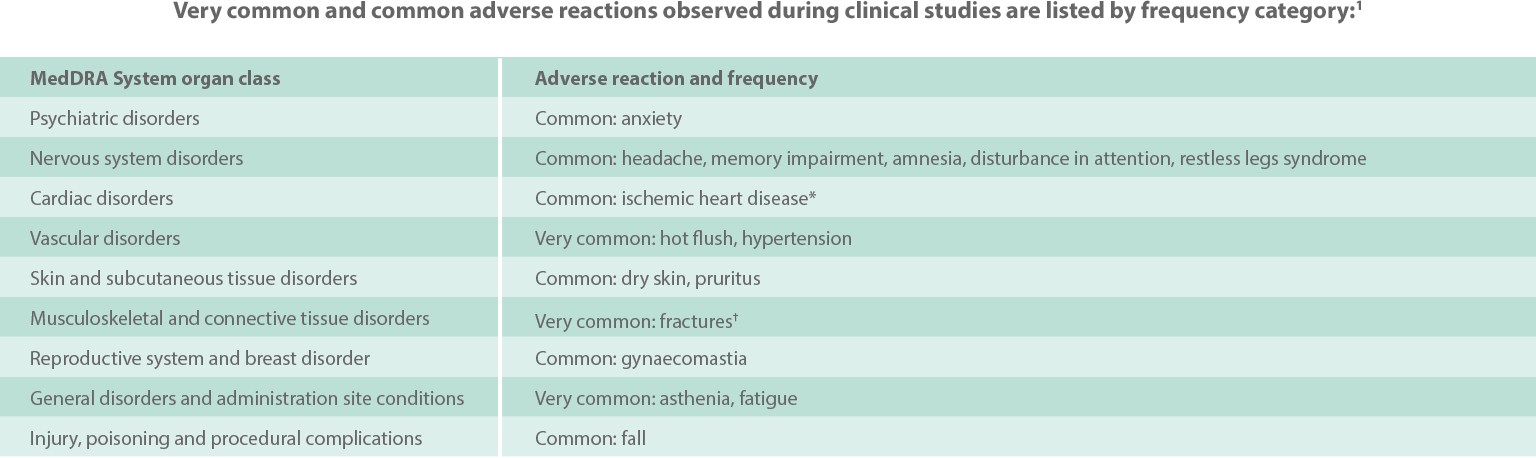 Very common and common adverse reactions observed during clinical studies are listed by frequency category:¹
MedDRA System organ class Adverse reaction and frequency
Psychiatric disorders Common: anxiety
Nervous system disorders Common: headache, memory impairment, amnesia, disturbance in attention, restless legs syndrome
Cardiac disorders Common: ischemic heart disease*
Vascular disorders Very common: hot flush, hypertension
Skin and subcutaneous tissue disorders Common: dry skin, pruritus
Musculoskeletal and connective tissue disorders Very common: fractures†
Reproductive system and breast disorder Common: gynaecomastia
General disorders and administration site conditions Very common: asthenia, fatigue
Injury, poisoning and procedural complications Common: fall